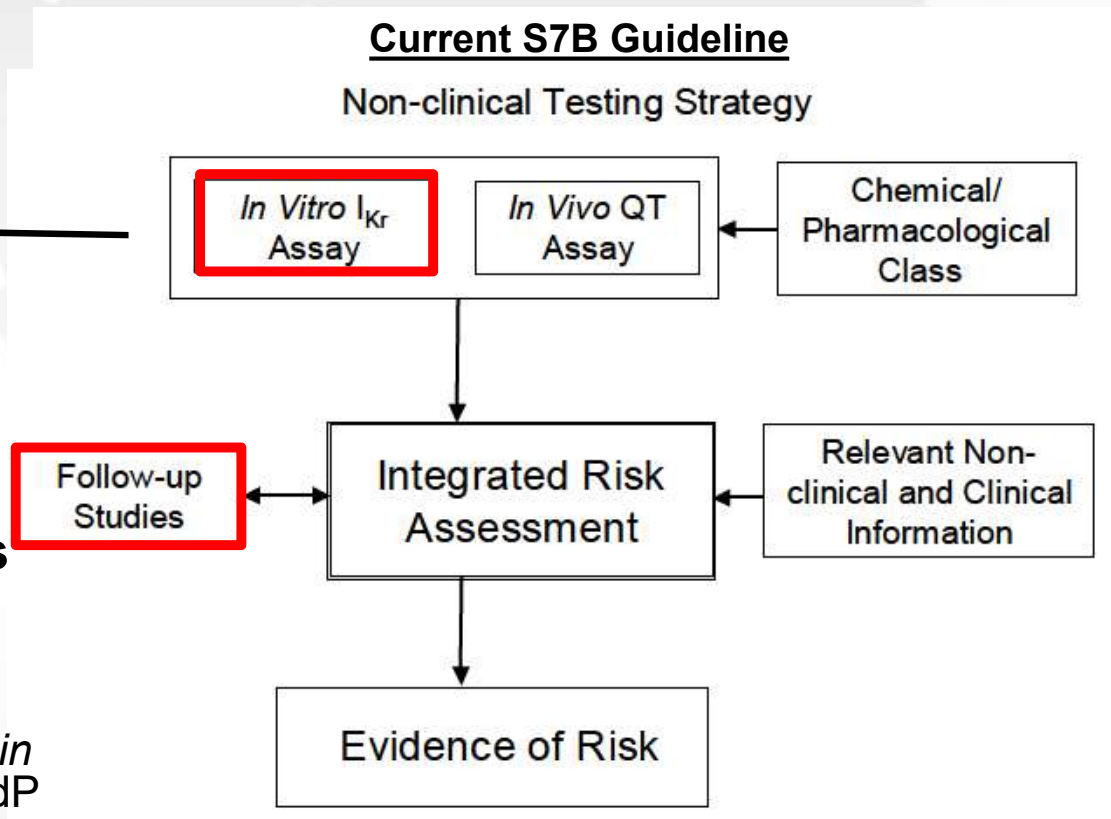 Current S7B Guideline
Non-clinical Testing Strategy
In Vitro IKr
Assay
In Vivo QT
Assay
Chemical/
Pharmacological
Class
Follow-up
Studies
Integrated Risk
Assessment
Relevant Non-
clinical and Clinical
Information
s
Evidence of Risk
in
dP